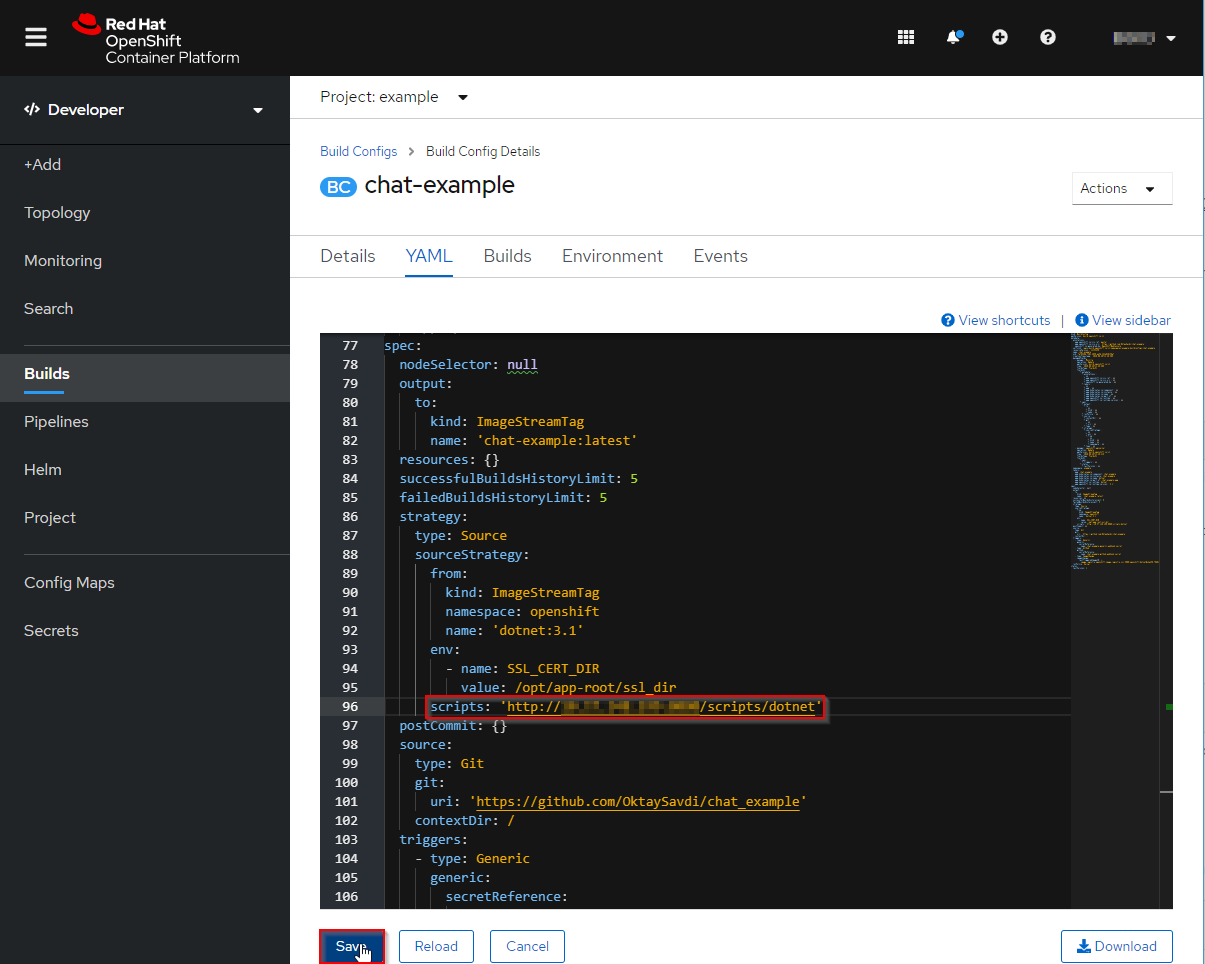 Red Hat
OpenShift
Container Platform
Developer
Project: example
+Add
Topology
Monitoring
Search
Builds
Pipelines
Helm
Project
Config Maps
Secrets
Build Configs > Build Config Details
BC chat-example
Actions
Details YAML Builds Environment Events
View shortcuts | View sidebar
77 spec:
78 nodeSelector: null
79 output:
80 to:
81 kind: ImageStreamTag
82 name: 'chat-example:latest'
83 resources: {}
84 successfulBuildsHistoryLimit: 5
85 failedBuildsHistoryLimit: 5
86 strategy:
87 type: Source
88 sourceStrategy:
89 from:
90 kind: ImageStreamTag
91 namespace: openshift
92 name: 'dotnet:3.1'
93 env:
94 - name: SSL_CERT_DIR
95 value: /opt/app-root/ssl_dir
96 scripts: 'http:///scripts/dotnet'
97 postCommit: {}
98 source:
99 type: Git
100 git:
101 uri: 'https://github.com/OktaySavdi/chat_example'
102 contextDir: /
103 triggers:
104 - type: Generic
105 generic:
106 secretReference:
Save Reload Cancel Download